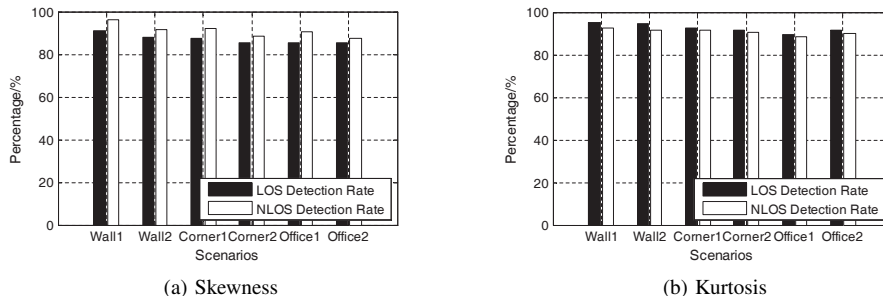 100
80
60
40
20
0
Percentage/%
LOS Detection Rate
NLOS Detection Rate
Wall1 Wall2 Corner1 Corner2 Office1 Office2
Scenarios
(a) Skewness
100
80
60
40
20
0
Percentage/%
LOS Detection Rate
NLOS Detection Rate
Wall1 Wall2 Corner1 Corner2 Office1 Office2
Scenarios
(b) Kurtosis